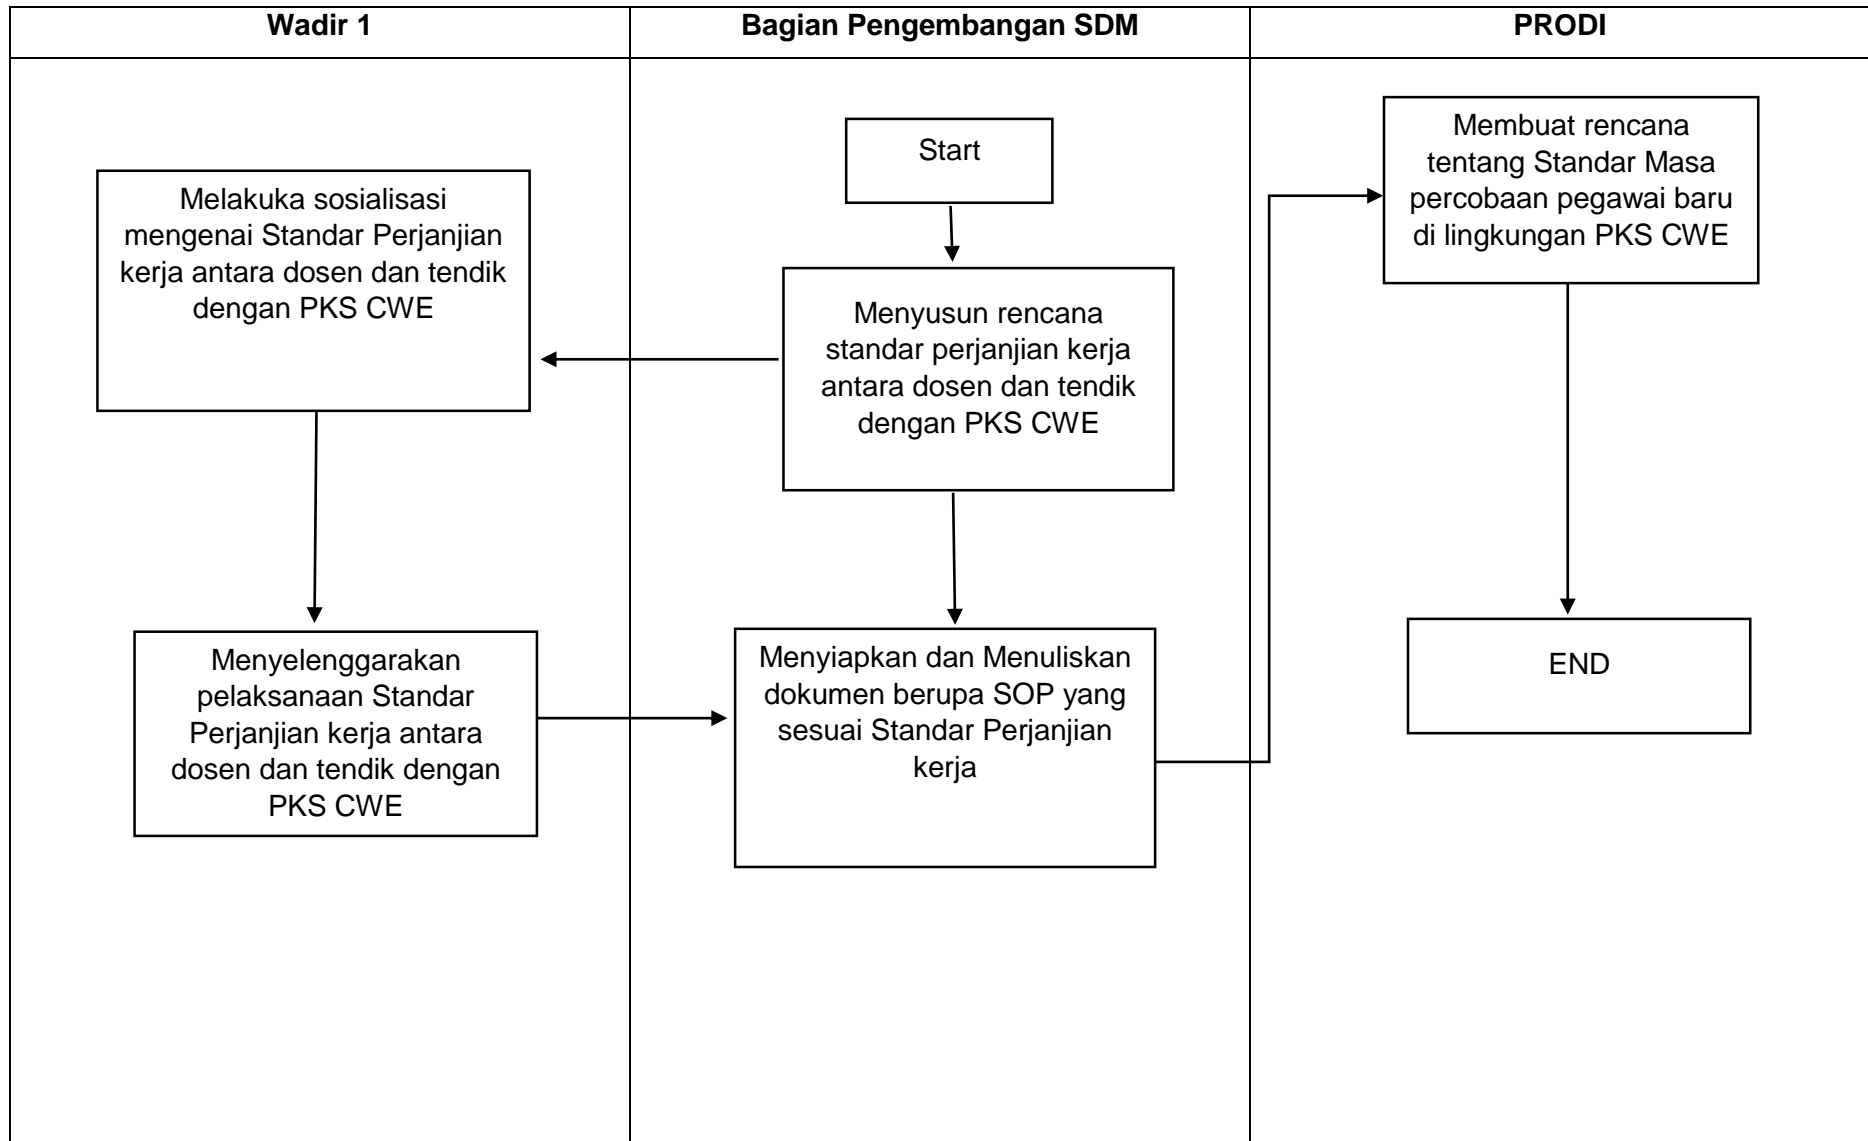 Wadir 1
Bagian Pengembangan SDM
PRODI
Melakuka sosialisasi
mengenai Standar Perjanjian
kerja antara dosen dan tendik
dengan PKS CWE
Menyelenggarakan
pelaksanaan Standar
Perjanjian kerja antara
dosen dan tendik dengan
PKS CWE
Start
Menyusun rencana
standar perjanjian kerja
antara dosen dan tendik
dengan PKS CWE
Menyiapkan dan Menuliskan
dokumen berupa SOP yang
sesuai Standar Perjanjian
kerja
Membuat rencana
tentang Standar Masa
percobaan pegawai baru
di lingkungan PKS CWE
END